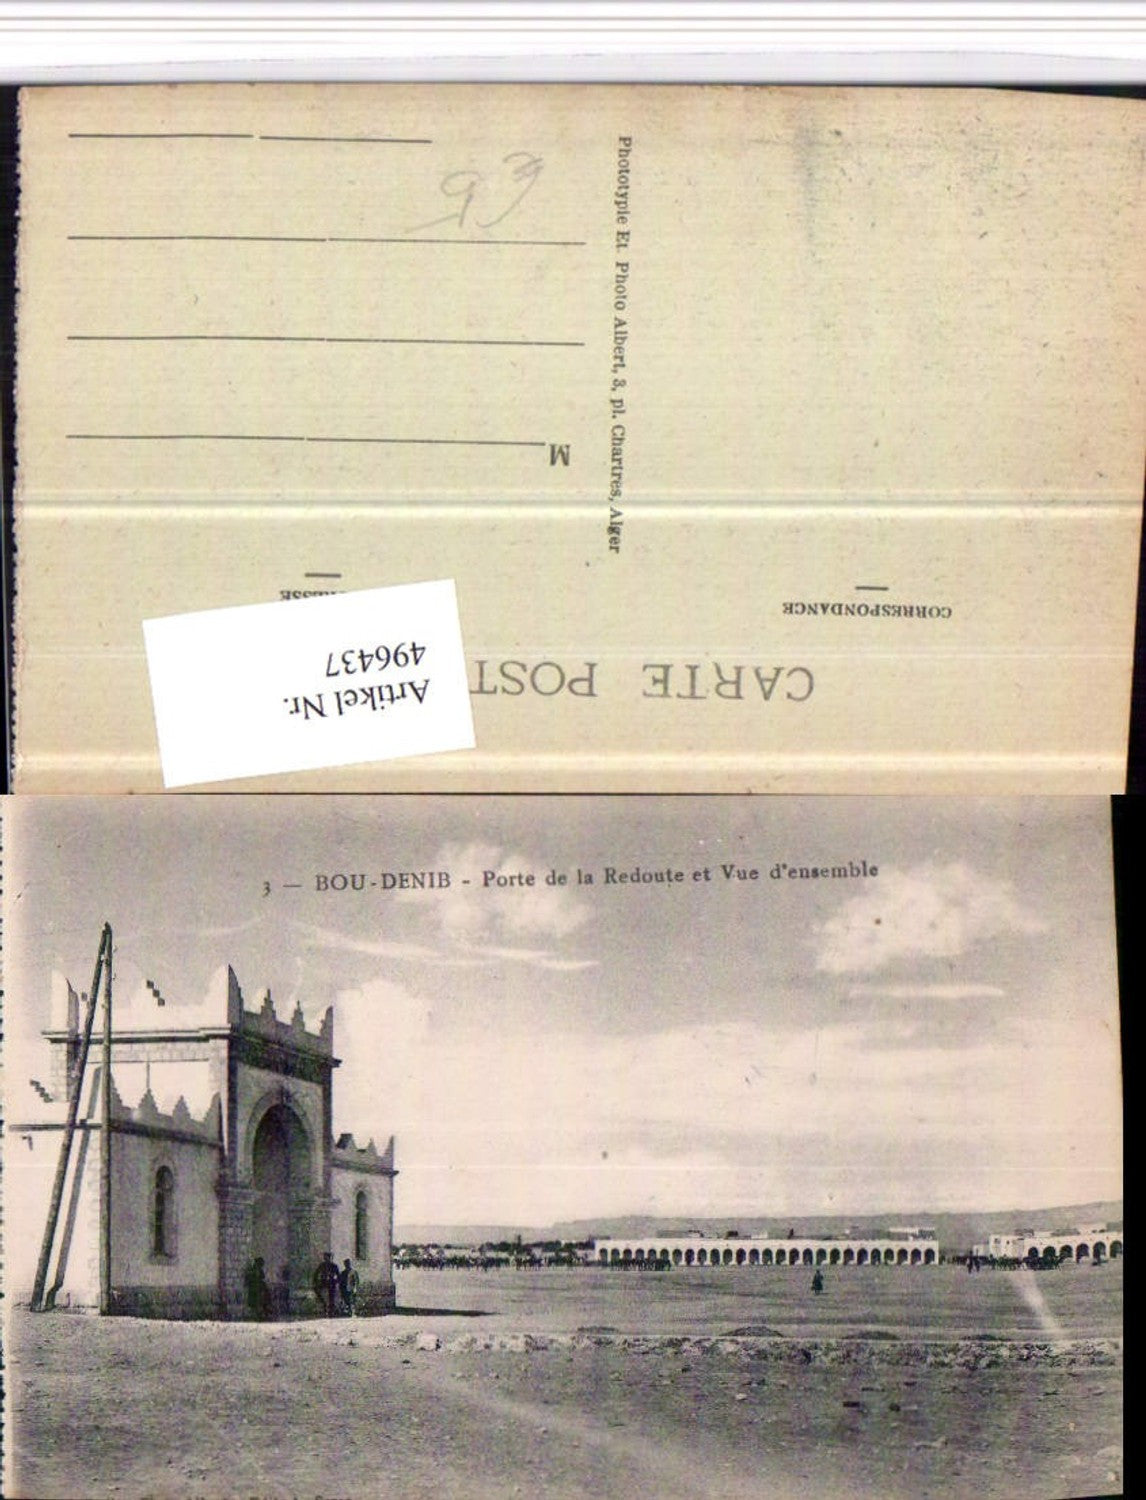 CARTE POST
CORRESPONDANCE
M
Phototypie Et Photo Albert, 3, pl. Chartres, Alger
Artikel Nr.
496437
3 — BOU-DENIB - Porte de la Redoute et Vue d'ensemble